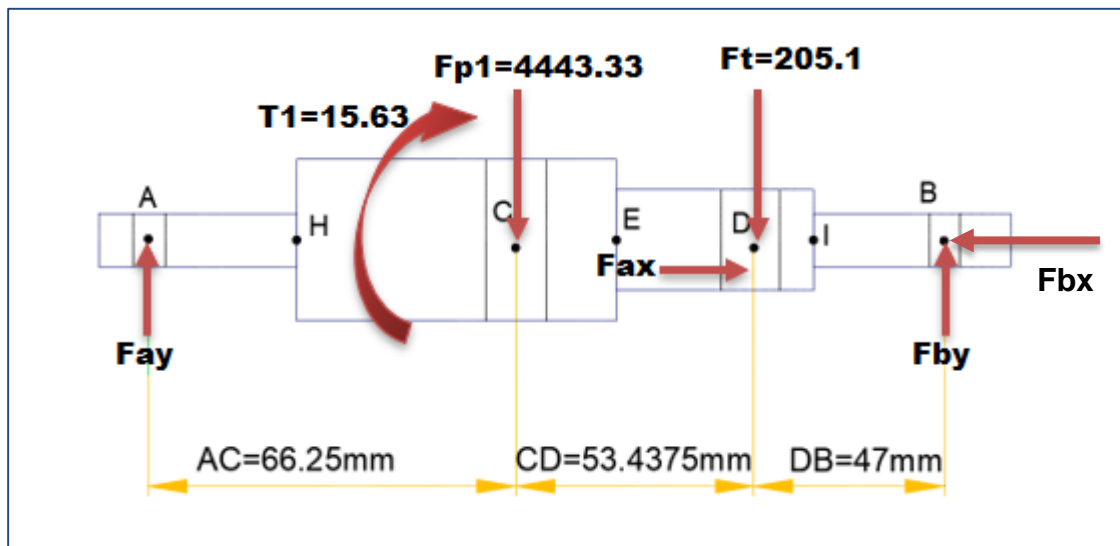 Fp1=4443.33
Ft=205.1
T1=15.63
A
H
C
E
D
I
B
Fax
Fbx
Fay
Fby
AC=66.25mm
CD=53.4375mm
DB=47mm